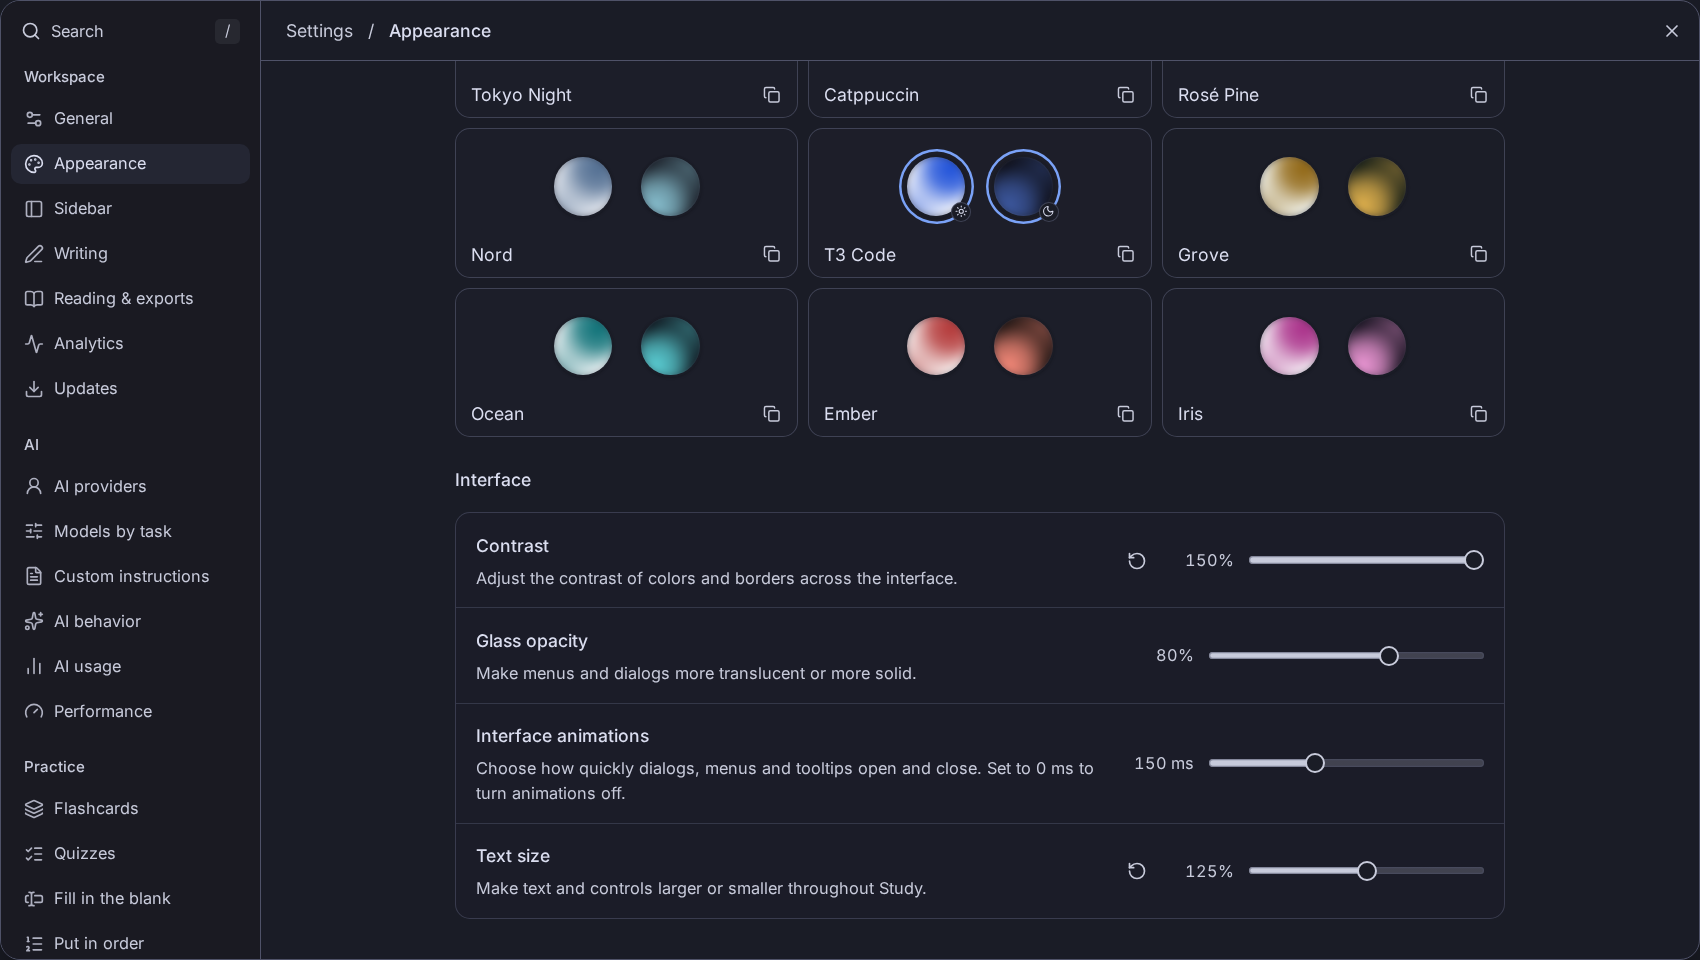 Search
/
Settings / Appearance
Workspace
General
Appearance
Sidebar
Writing
Reading & exports
Analytics
Updates
AI
AI providers
Models by task
Custom instructions
AI behavior
AI usage
Performance
Practice
Flashcards
Quizzes
Fill in the blank
Put in order
Tokyo Night
Catppuccin
Rosé Pine
Nord
T3 Code
Grove
Ocean
Ember
Iris
Interface
Contrast
Adjust the contrast of colors and borders across the interface.
150%
Glass opacity
Make menus and dialogs more translucent or more solid.
80%
Interface animations
Choose how quickly dialogs, menus and tooltips open and close. Set to 0 ms to
turn animations off.
150 ms
Text size
Make text and controls larger or smaller throughout Study.
125%